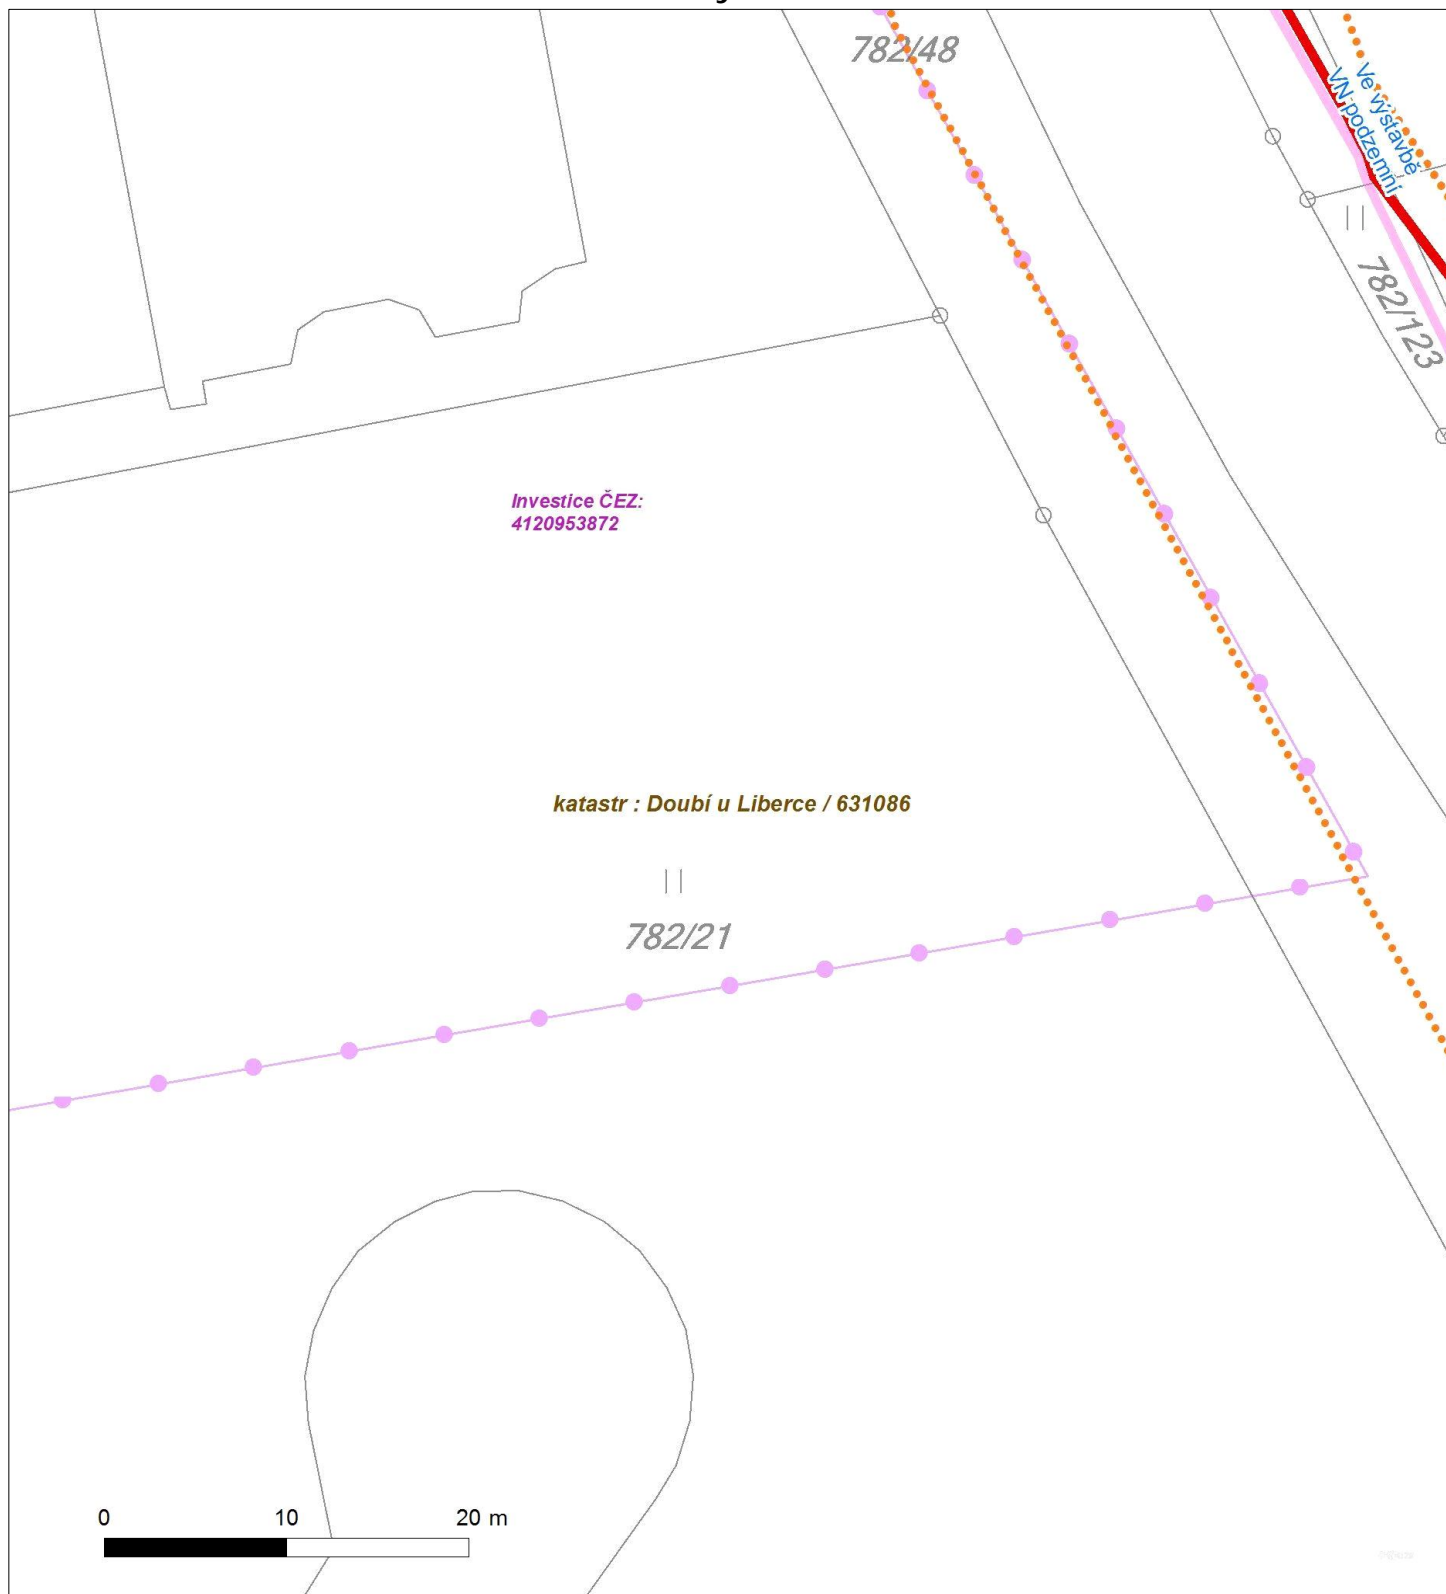 782/48
Ve výstavbě
VN podzemní
782/123
Investice ČEZ:
4120953872
katastr : Doubí u Liberce / 631086
782/21
0 10 20 m